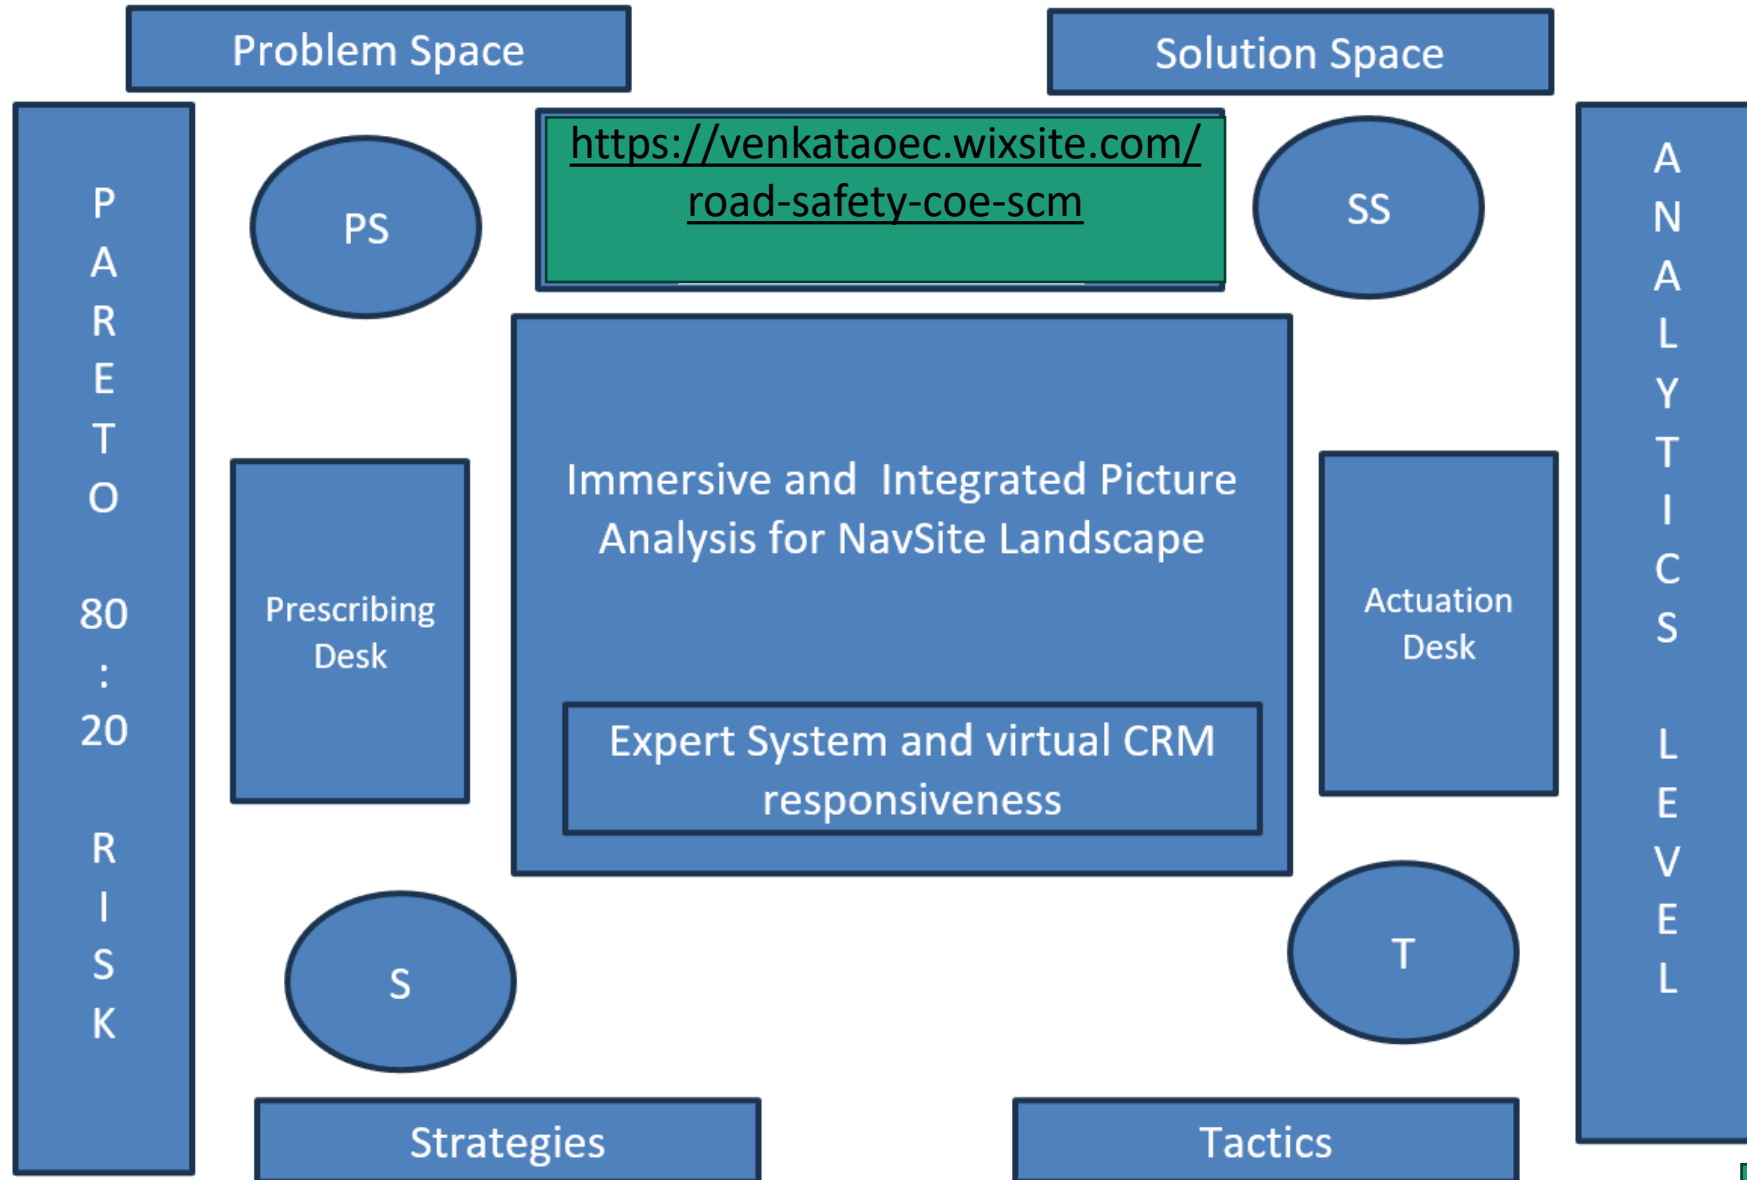 Problem Space
Solution Space
https://venkataoec.wixsite.com/
road-safety-coe-scm
PS
SS
P
A
R
E
T
O
80
:
20
R
I
S
K
Immersive and  Integrated Picture
Analysis for NavSite Landscape
Prescribing
Desk
Actuation
Desk
Expert System and virtual CRM
responsiveness
A
N
A
L
Y
T
I
C
S
L
E
V
E
L
S
T
Strategies
Tactics